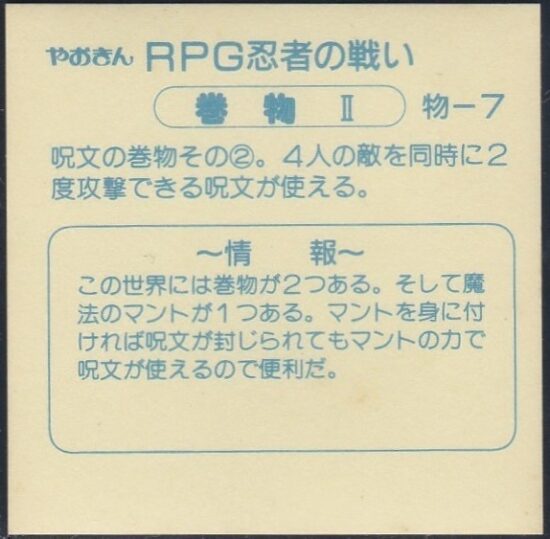 やおきん RPG忍者の戦い
巻物 Ⅱ 物－7
呪文の巻物その②。4人の敵を同時に2
度攻撃できる呪文が使える。
～情 報～
この世界には巻物が2つある。そして魔
法のマントが1つある。マントを身に付
ければ呪文が封じられてもマントの力で
呪文が使えるので便利だ。